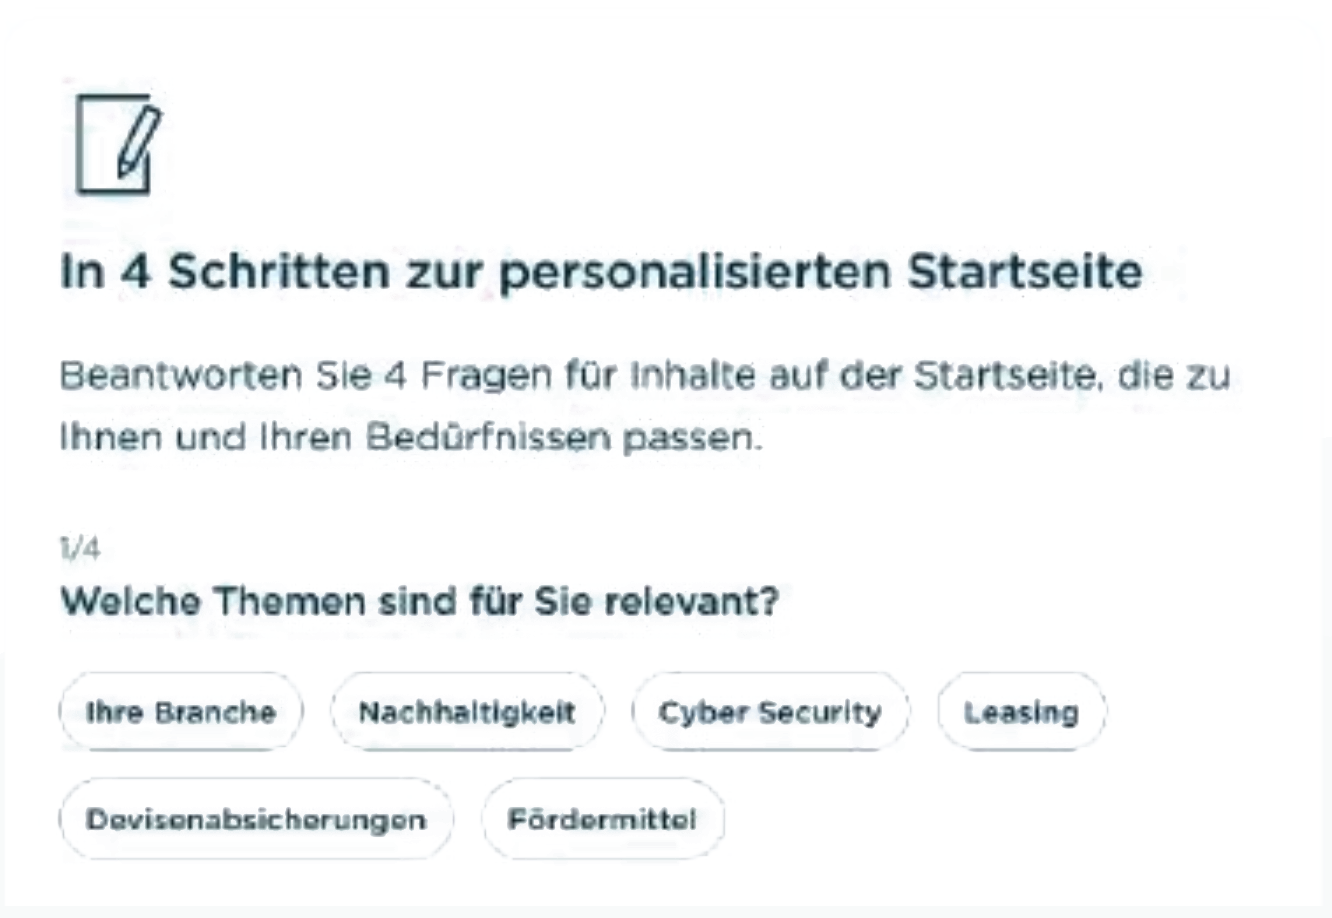 In 4 Schritten zur personalisierten Startseite
Beantworten Sie 4 Fragen für Inhalte auf der Startseite, die zu
Ihnen und Ihren Bedürfnissen passen.
1/4
Welche Themen sind für Sie relevant?
Ihre Branche Nachhaltigkeit Cyber Security Leasing
Devisenabsicherungen Fördermittel